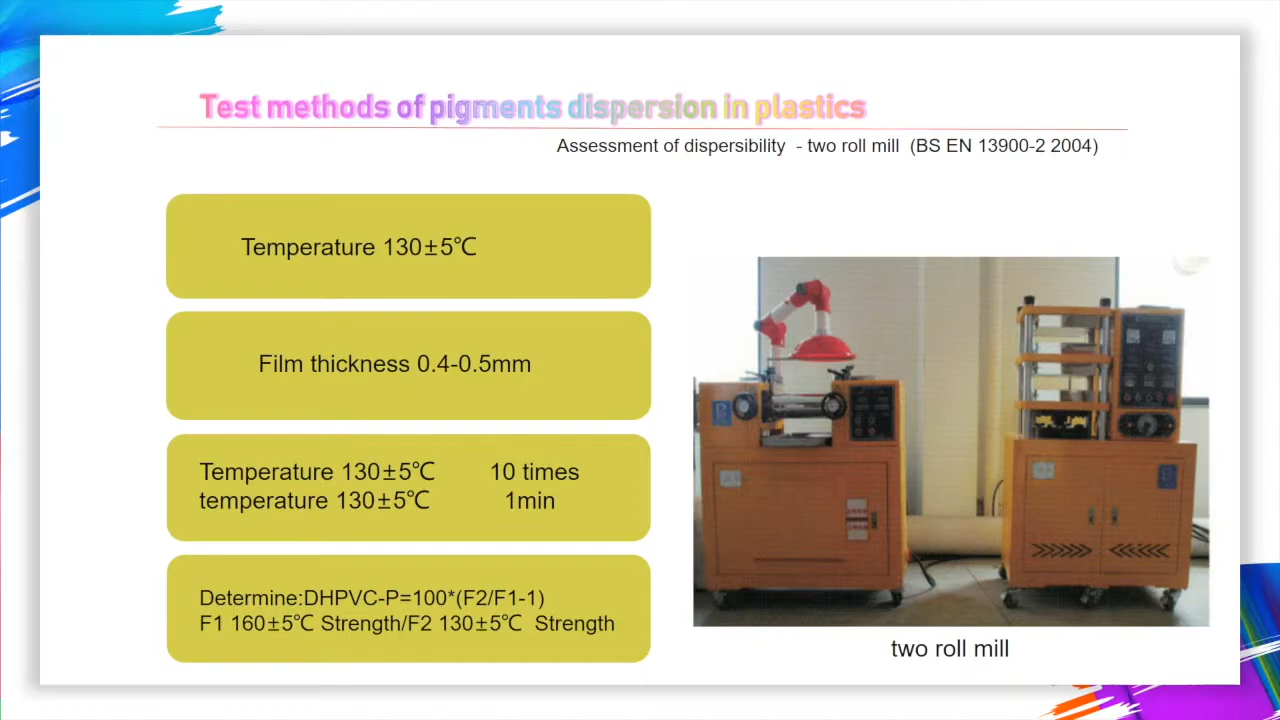 Test methods of pigments dispersion in plastics
Assessment of dispersibility - two roll mill (BS EN 13900-2 2004)
Temperature 130±5℃
Film thickness 0.4-0.5mm
Temperature 130±5℃ 10 times
temperature 130±5℃ 1min
Determine:DHPVC-P=100*(F2/F1-1)
F1 160±5℃ Strength/F2 130±5℃ Strength
two roll mill